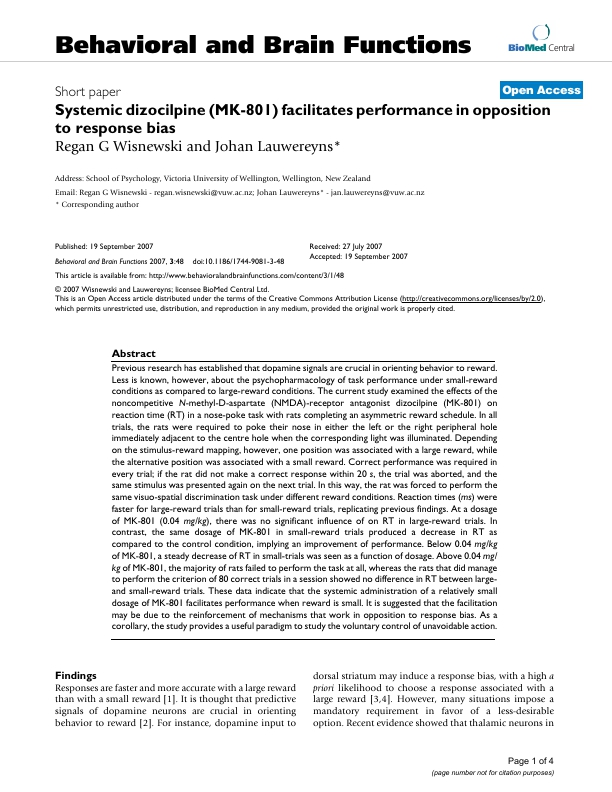 Behavioral and Brain Functions
BioMed Central
Short paper
Open Access
Systemic dizocilpine (MK-801) facilitates performance in opposition
to response bias
Regan G Wisnewski and Johan Lauwereyns*
Address: School of Psychology, Victoria University of Wellington, Wellington, New Zealand
Email: Regan G Wisnewski - regan.wisnewski@vuw.ac.nz; Johan Lauwereyns* - jan.lauwereyns@vuw.ac.nz
* Corresponding author
Published: 19 September 2007
Behavioral and Brain Functions 2007, 3:48 doi:10.1186/1744-9081-3-48
Received: 27 July 2007
Accepted: 19 September 2007
This article is available from: http://www.behavioralandbrainfunctions.com/content/3/1/48
© 2007 Wisnewski and Lauwereyns; licensee BioMed Central Ltd.
This is an Open Access article distributed under the terms of the Creative Commons Attribution License (http://creativecommons.org/licenses/by/2.0),
which permits unrestricted use, distribution, and reproduction in any medium, provided the original work is properly cited.
Abstract
Previous research has established that dopamine signals are crucial in orienting behavior to reward.
Less is known, however, about the psychopharmacology of task performance under small-reward
conditions as compared to large-reward conditions. The current study examined the effects of the
noncompetitive N-methyl-D-aspartate (NMDA)-receptor antagonist dizocilpine (MK-801) on
reaction time (RT) in a nose-poke task with rats completing an asymmetric reward schedule. In all
trials, the rats were required to poke their nose in either the left or the right peripheral hole
immediately adjacent to the centre hole when the corresponding light was illuminated. Depending
on the stimulus-reward mapping, however, one position was associated with a large reward, while
the alternative position was associated with a small reward. Correct performance was required in
every trial; if the rat did not make a correct response within 20 s, the trial was aborted, and the
same stimulus was presented again on the next trial. In this way, the rat was forced to perform the
same visuo-spatial discrimination task under different reward conditions. Reaction times (ms) were
faster for large-reward trials than for small-reward trials, replicating previous findings. At a dosage
of MK-801 (0.04 mg/kg), there was no significant influence of on RT in large-reward trials. In
contrast, the same dosage of MK-801 in small-reward trials produced a decrease in RT as
compared to the control condition, implying an improvement of performance. Below 0.04 mg/kg
of MK-801, a steady decrease of RT in small-trials was seen as a function of dosage. Above 0.04 mg/
kg of MK-801, the majority of rats failed to perform the task at all, whereas the rats that did manage
to perform the criterion of 80 correct trials in a session showed no difference in RT between large-
and small-reward trials. These data indicate that the systemic administration of a relatively small
dosage of MK-801 facilitates performance when reward is small. It is suggested that the facilitation
may be due to the reinforcement of mechanisms that work in opposition to response bias. As a
corollary, the study provides a useful paradigm to study the voluntary control of unavoidable action.
Findings
Responses are faster and more accurate with a large reward
than with a small reward [1]. It is thought that predictive
signals of dopamine neurons are crucial in orienting
behavior to reward [2]. For instance, dopamine input to
dorsal striatum may induce a response bias, with a high a
priori likelihood to choose a response associated with a
large reward [3,4]. However, many situations impose a
mandatory requirement in favor of a less-desirable
option. Recent evidence showed that thalamic neurons in
Page 1 of 4
(page number not for citation purposes)